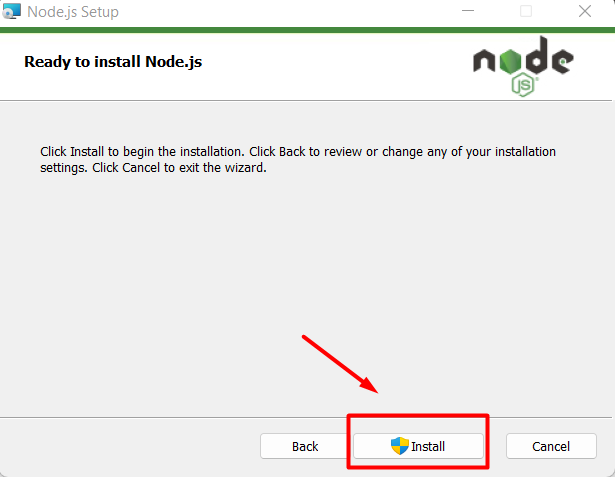 Node.js Setup
Ready to install Node.js
node
JS
Click Install to begin the installation. Click Back to review or change any of your installation
settings. Click Cancel to exit the wizard.
Back
Install
Cancel